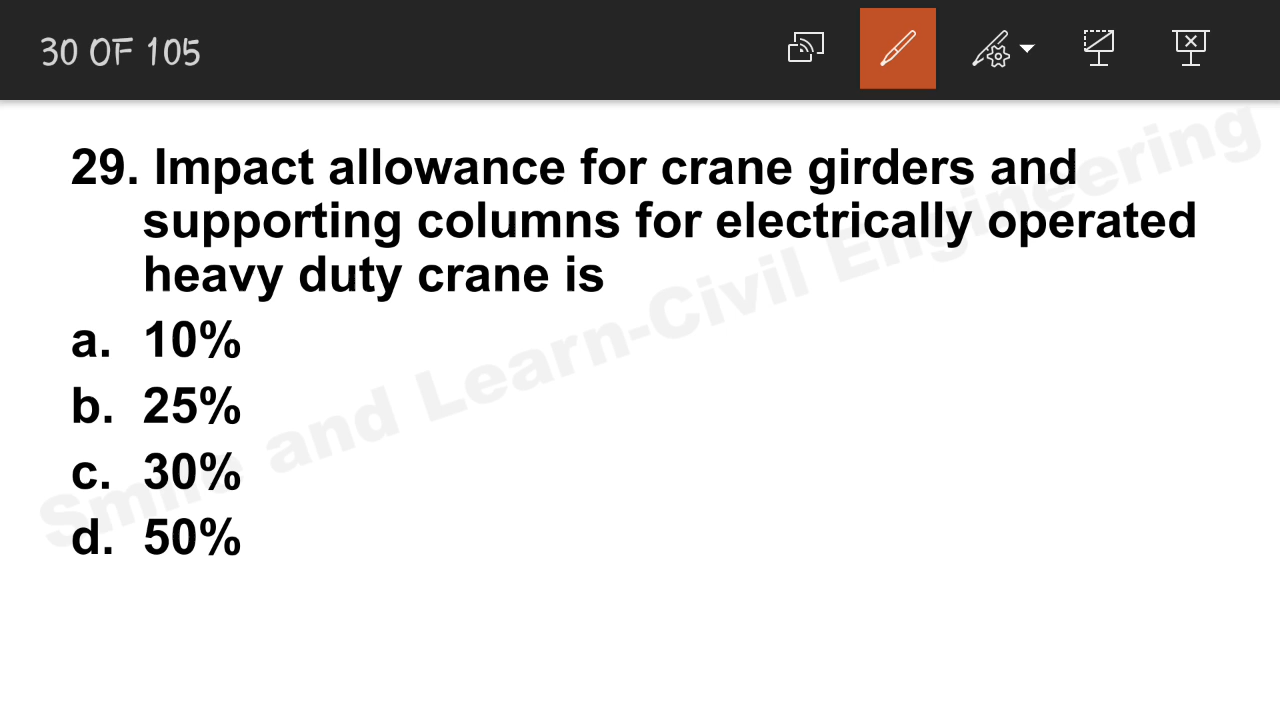 30 OF 105
29. Impact allowance for crane girders and
supporting columns for electrically operated
heavy duty crane is
a. 10%
b. 25%
c. 30%
d. 50%
Smile and Learn-Civil Engineering